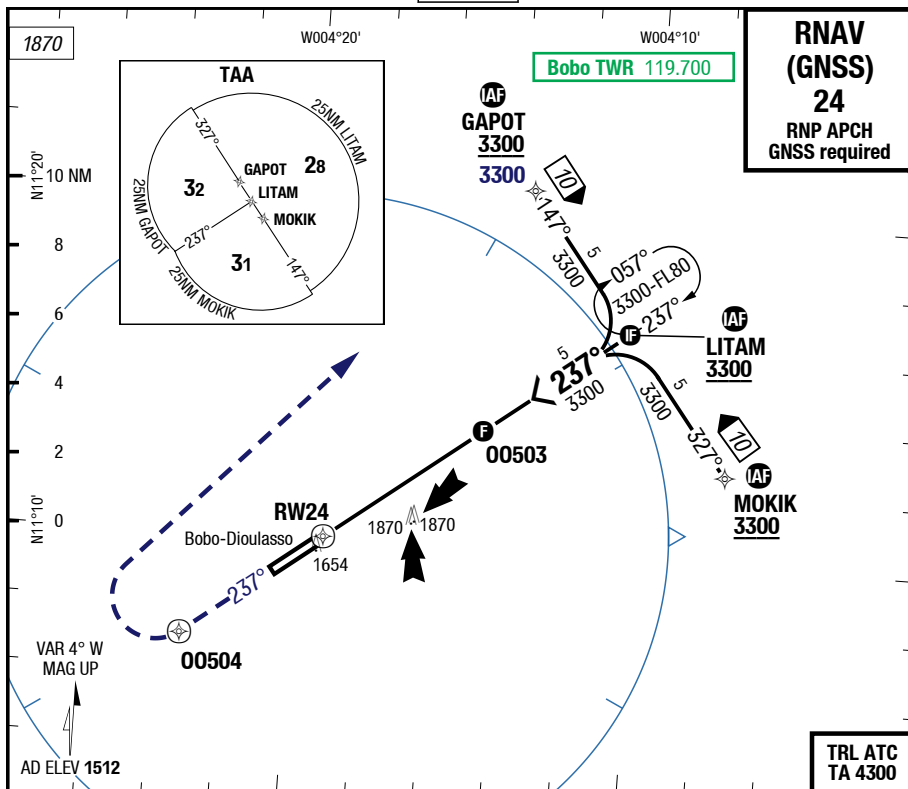 1870
W004°20'
W004°10'
RNAV
(GNSS)
24
RNP APCH
GNSS required
Bobo TWR 119.700
TAA
25NM LITAM
327°
28
GAPOT
LITAM
MOKIK
32
25NM GAPOT
237°
31
147°
25NM MOKIK
IAF
GAPOT
3300
3300
10
147°
5
3300
057°
3300-FL80
237°
IF
IAF
LITAM
3300
N11°20'
10 NM
8
6
4
2
0
N11°10'
5
237°
3300
5
3300
10
327°
IAF
MOKIK
3300
F
00503
RW24
Bobo-Dioulasso
1654
1870
1870
237°
00504
VAR 4° W
MAG UP
AD ELEV 1512
TRL ATC
TA 4300